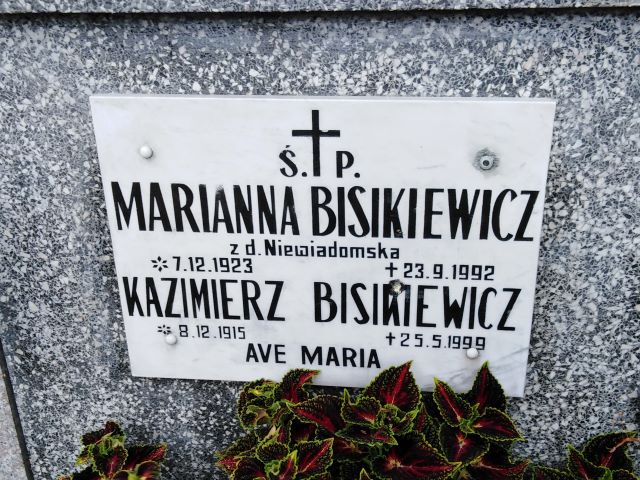 Ś. P.
MARIANNA BISIKIEWICZ
z d. Niewiadomska
* 7.12.1923 † 23.9.1992
KAZIMIERZ BISIKIEWICZ
* 8.12.1915 † 25.5.1999
AVE MARIA